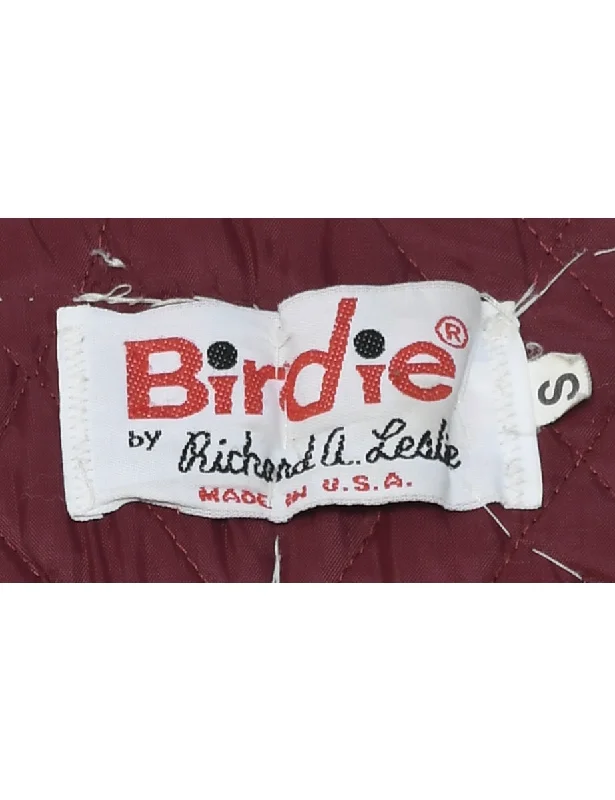 Birdie®
by Richard A. Leslie
MADE IN U.S.A.
S